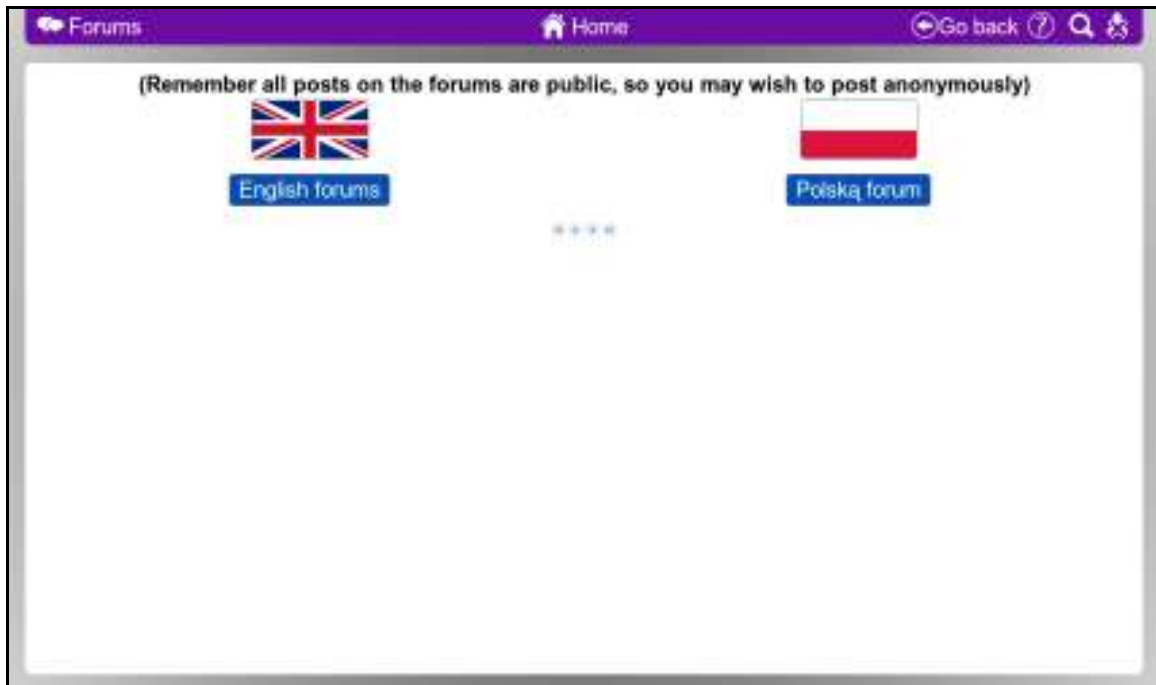 Forums Home Go back ?
(Remember all posts on the forums are public, so you may wish to post anonymously)
English forums Polską forum